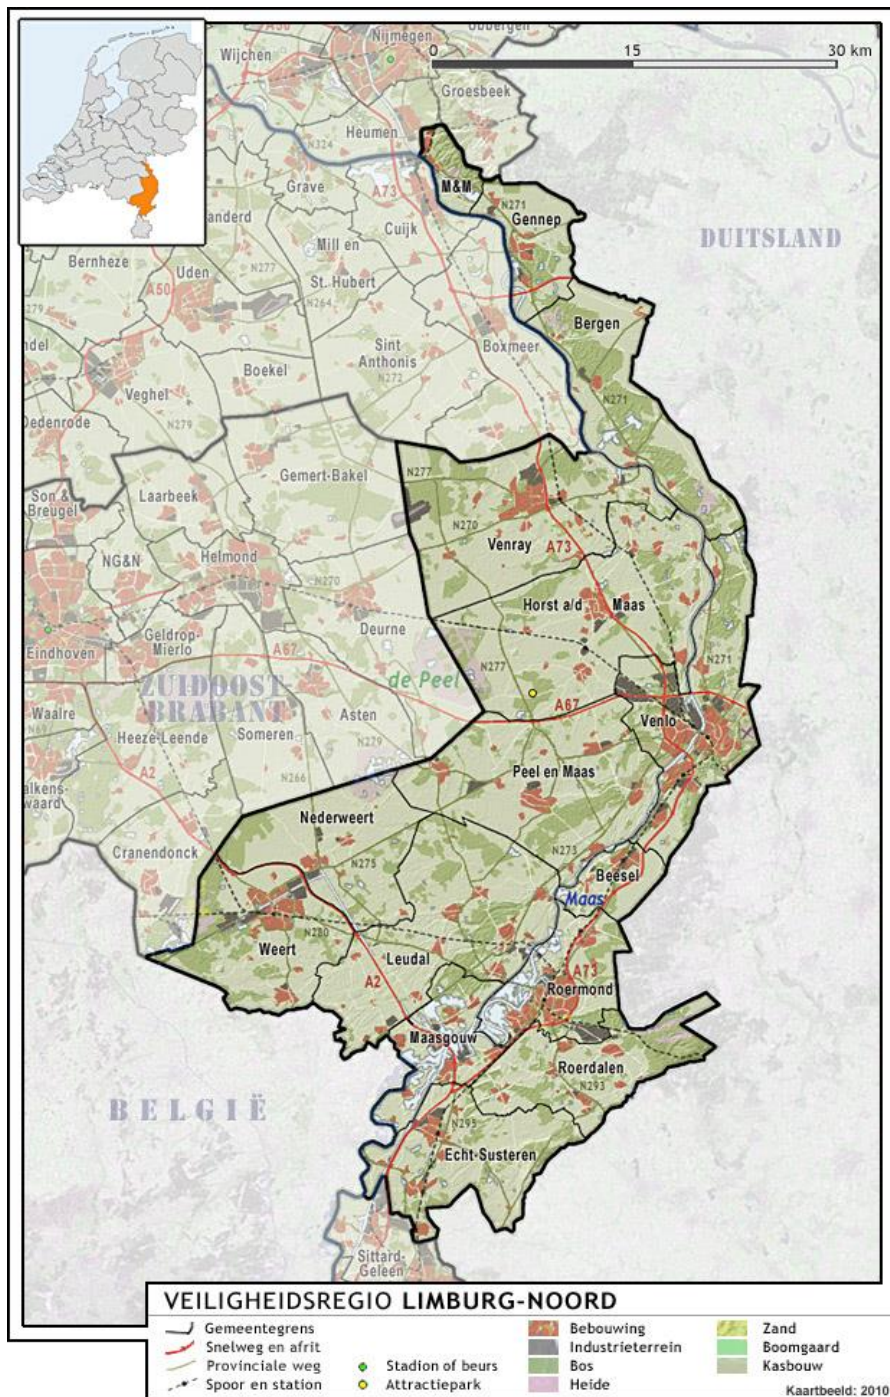 0 15 30 km
Nijmegen
Wijchen
Groesbeek
Heumen
N324
A73
Grave
M&M
N271
Gennep
Cuijk
DUITSLAND
Mill en
St. Hubert
Bernheze
Uden
N277
A50
N264
Bergen
Boxmeer
Sint
Anthonis
N272
Boekel
Veghel
N279
N271
Gemert-Bakel
N277
Son &
Breugel
Laarbeek
N270
Venray
A73
NG&N
Helmond
N270
Horst a/d Maas
Deurne
Geldrop-
Mierlo
Eindhoven
A67
de Peel
N277
N271
ZUIDOOST
BRABANT
Waalre
Asten
A67
Venlo
N69
Heeze-Leende
Someren
N279
A2
N266
Peel en Maas
Nederweert
Cranendonck
N275
N273
Beesel
Maas
N280
Weert
Leudal
A2
A73
Roermond
Maasgouw
Roerdalen
N293
BELGIË
N295
Echt-Susteren
Sittard-
Geleen
VEILIGHEIDSREGIO LIMBURG-NOORD
Gemeentegrens
Snelweg en afrit
Provinciale weg
Spoor en station
Stadion of beurs
Attractiepark
Bebouwing
Industrieterrein
Bos
Heide
Zand
Boomgaard
Kasbouw
Kaartbeeld: 2010